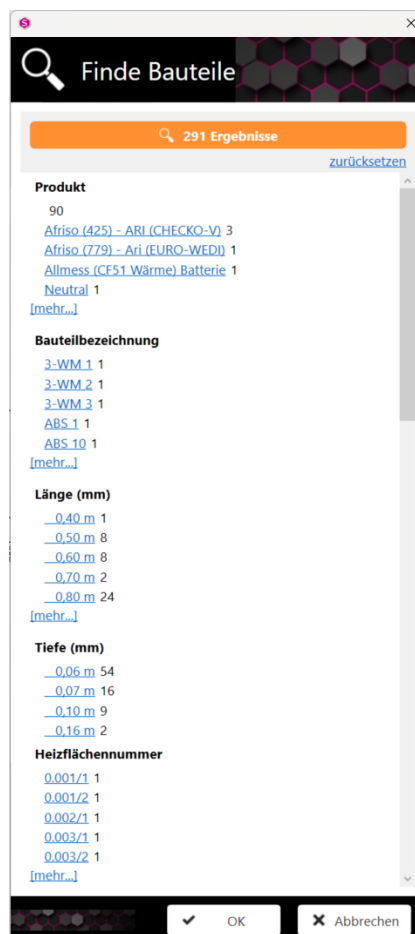 Finde Bauteile
291 Ergebnisse
zurücksetzen
Produkt
90
Afriso (425) - ARI (CHECKO-V) 3
Afriso (779) - Ari (EURO-WEDI) 1
Allmess (CF51 Wärme) Batterie 1
Neutral 1
[mehr...]
Bauteilbezeichnung
3-WM 1 1
3-WM 2 1
3-WM 3 1
ABS 1 1
ABS 10 1
[mehr...]
Länge (mm)
0,40 m 1
0,50 m 8
0,60 m 8
0,70 m 2
0,80 m 24
[mehr...]
Tiefe (mm)
0,06 m 54
0,07 m 16
0,10 m 9
0,16 m 2
Heizflächennummer
0.001/1 1
0.001/2 1
0.002/1 1
0.003/1 1
0.003/2 1
[mehr...]
OK
Abbrechen